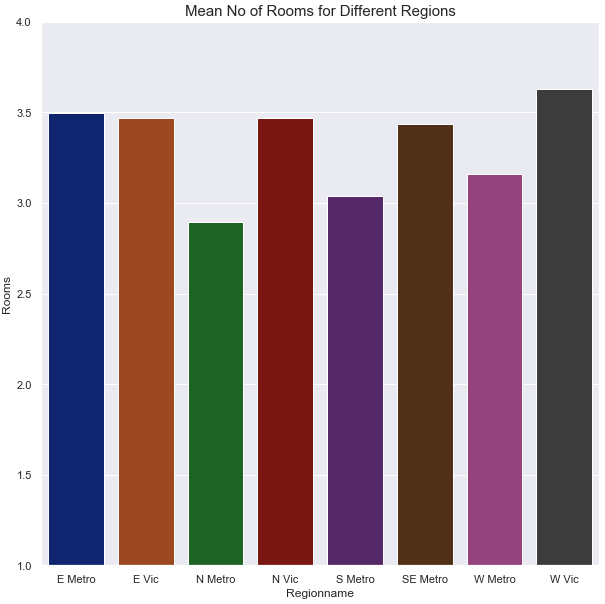 Mean No of Rooms for Different Regions
4.0
3.5
3.0
2.5
2.0
1.5
1.0
Rooms
E Metro E Vic N Metro N Vic S Metro SE Metro W Metro W Vic
Regionname